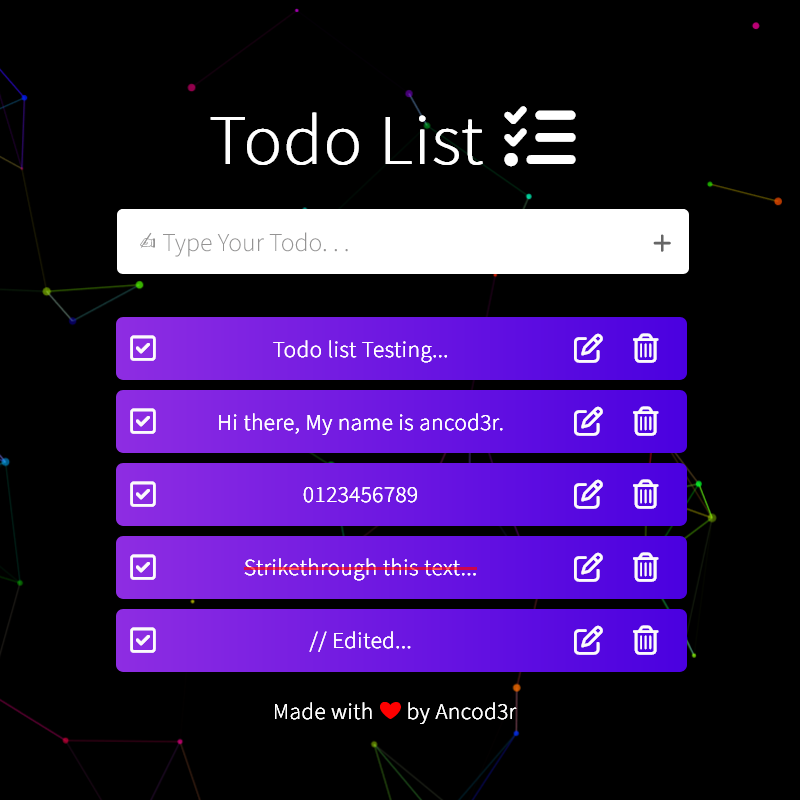 Todo List
✍ Type Your Todo. . .
Todo list Testing...
Hi there, My name is ancod3r.
0123456789
Strikethrough this text...
// Edited...
Made with ❤ by Ancod3r